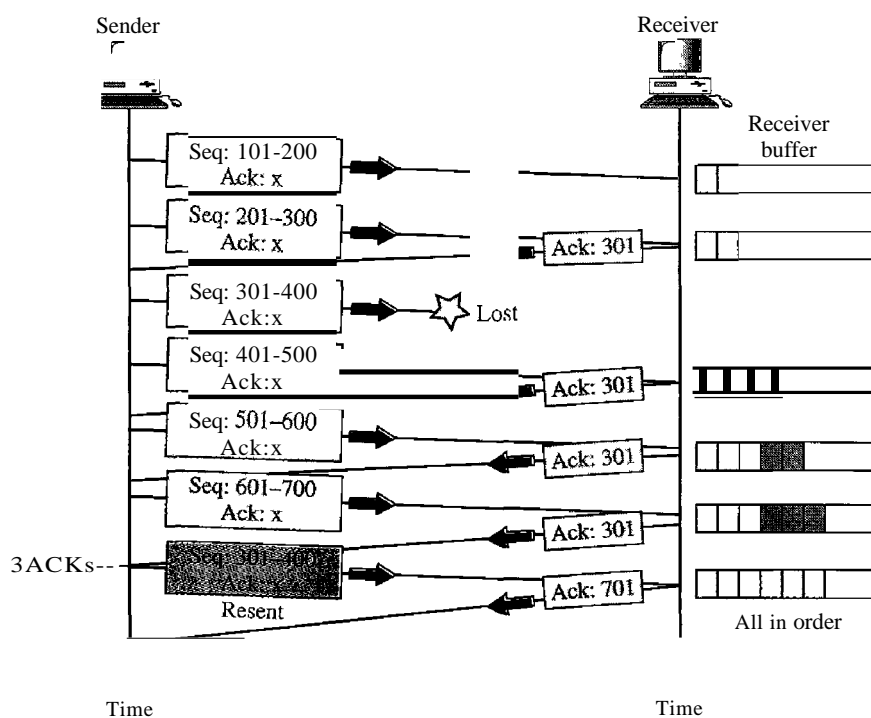 Sender
Receiver
Receiver
buffer
Seq: 101-200
Ack: x
Seq: 201-300
Ack: x
Ack: 301
Seq: 301-400
Ack:x
Lost
Seq: 401-500
Ack:x
Ack: 301
Seq: 501-600
Ack:x
Ack: 301
Seq: 601-700
Ack: x
Ack: 301
3ACKs
Seq: 301-400
Ack: x
Resent
Ack: 701
All in order
Time
Time